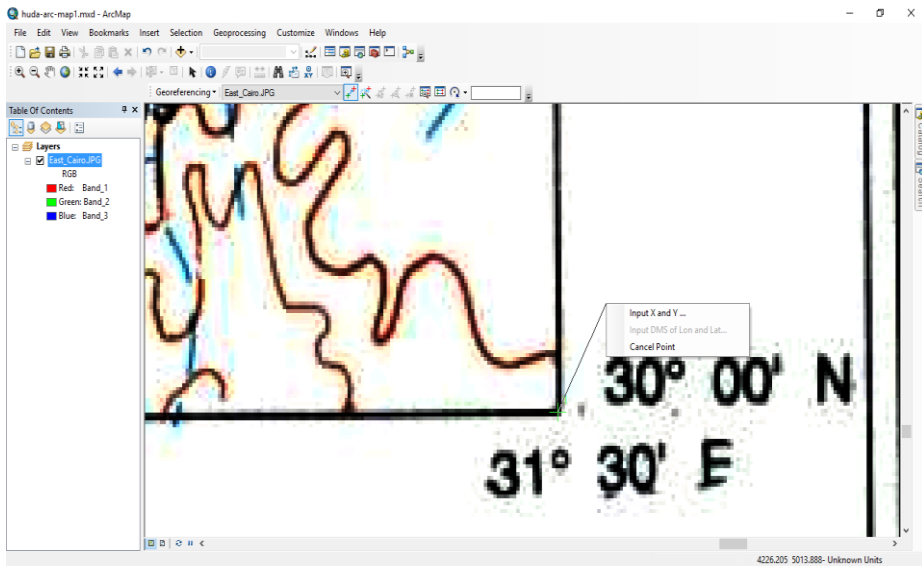 huda-arc-map1.mxd - ArcMap
File Edit View Bookmarks Insert Selection Geoprocessing Customize Windows Help
Georeferencing East_Cairo.JPG
Table Of Contents
Layers
East_Cairo.JPG
RGB
Red: Band_1
Green: Band_2
Blue: Band_3
Input X and Y ...
Input DMS of Lon and Lat...
Cancel Point
30° 00' N
31° 30' E
Catalog
Search
4226.205 5013.888- Unknown Units